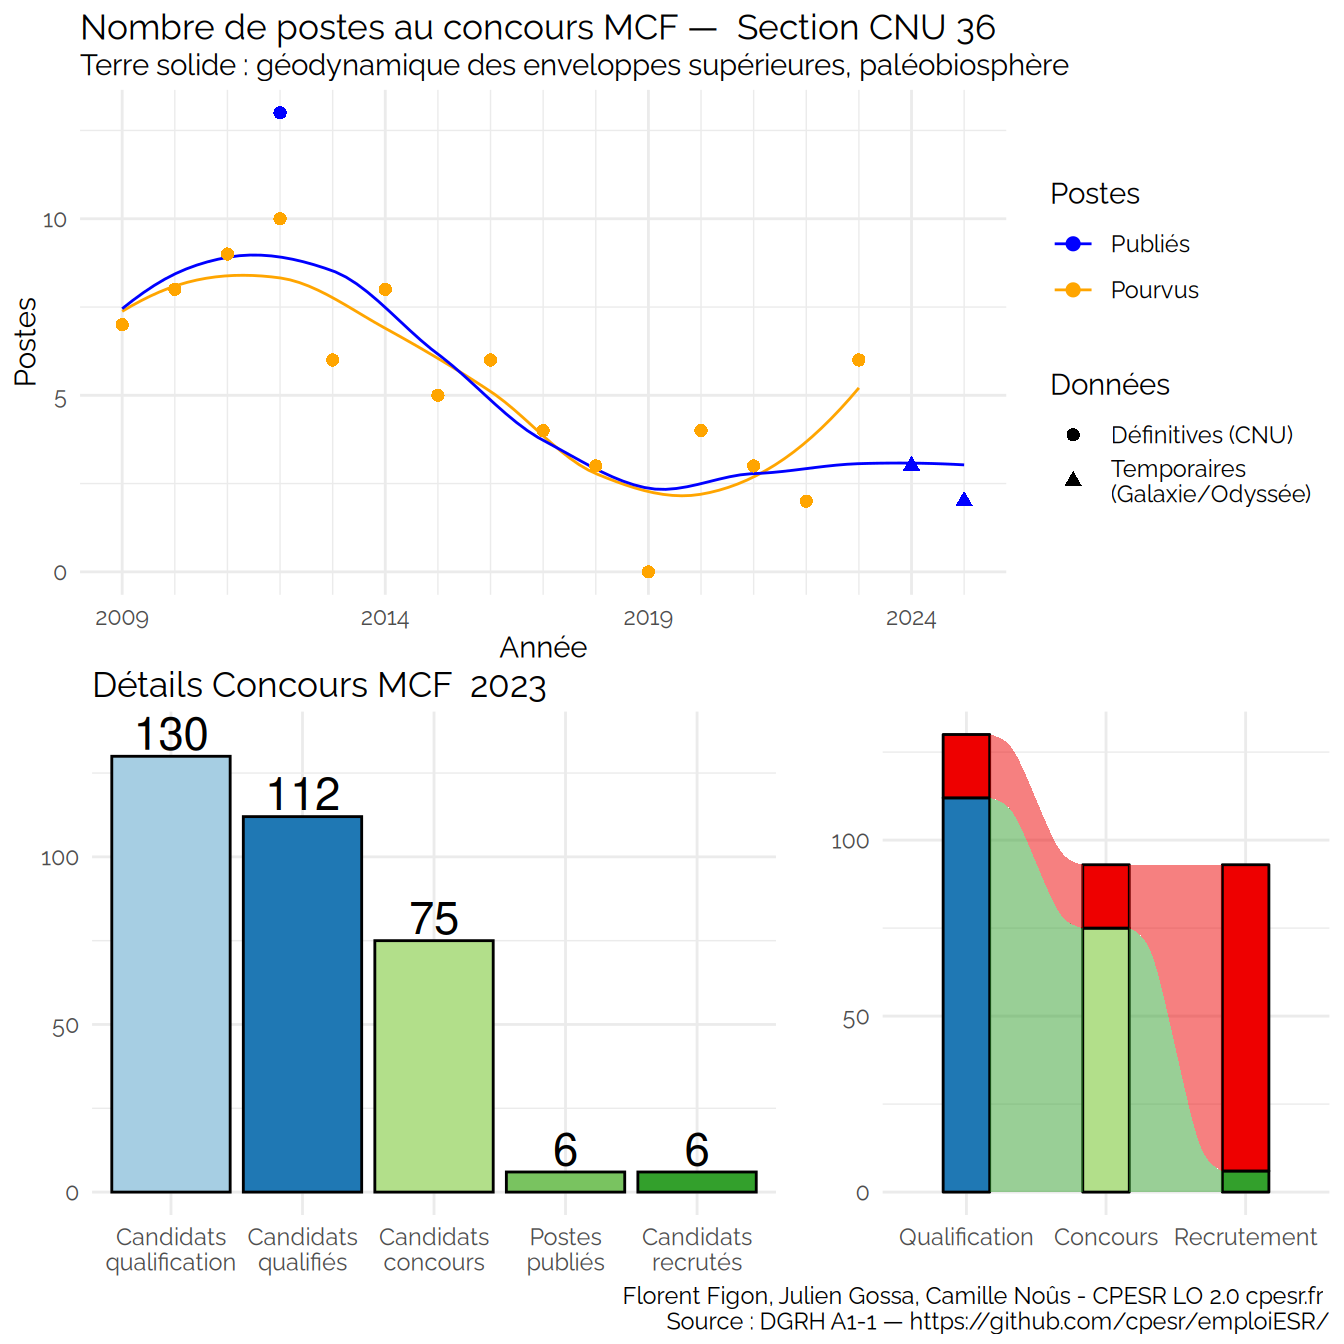 Nombre de postes au concours MCF — Section CNU 36
Terre solide : géodynamique des enveloppes supérieures, paléobiosphère
Postes
10
5
0
2009
2014
2019
2024
Année
Postes
Publiés
Pourvus
Données
Définitives (CNU)
Temporaires
(Galaxie/Odyssée)
Détails Concours MCF 2023
100
50
0
130
112
75
6
6
Candidats
qualification
Candidats
qualifiés
Candidats
concours
Postes
publiés
Candidats
recrutés
100
50
0
Qualification
Concours
Recrutement
Florent Figon, Julien Gossa, Camille Noûs - CPESR LO 2.0 cpesr.fr
Source : DGRH A1-1 — https://github.com/cpesr/emploiESR/